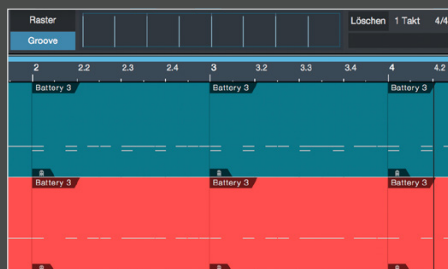 Raster
Löschen 1 Takt 4/4
Groove
2 2.2 2.3 2.4 3 3.2 3.3 3.4 4 4.2
Battery 3 Battery 3 Battery 3
Battery 3 Battery 3 Battery 3